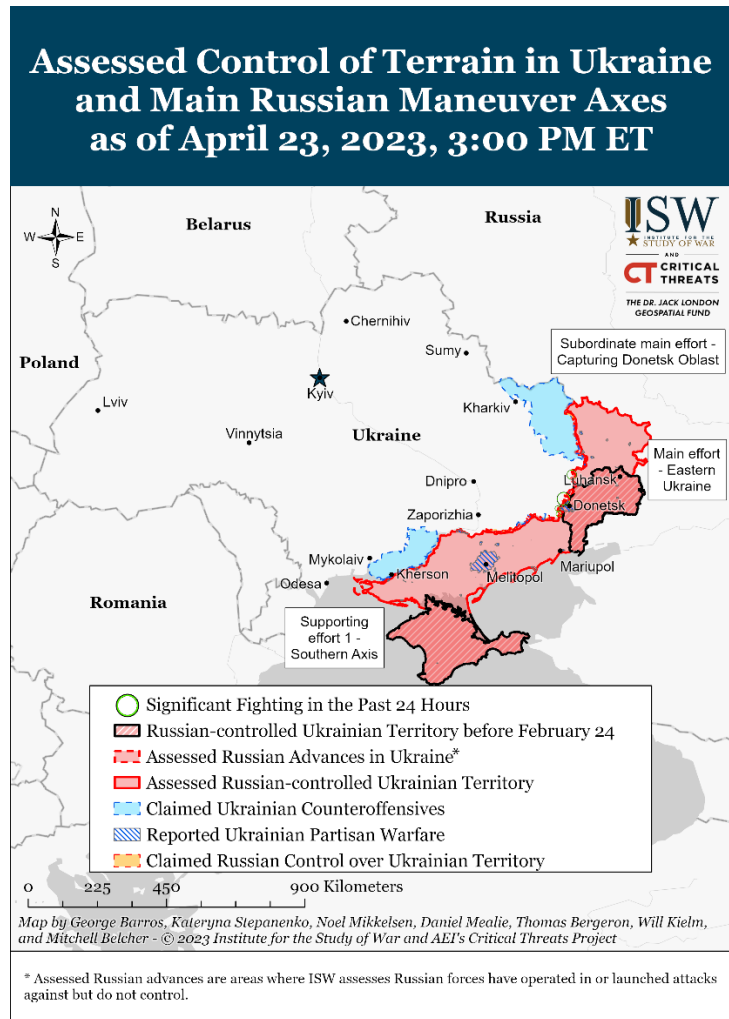 Assessed Control of Terrain in Ukraine
and Main Russian Maneuver Axes
as of April 23, 2023, 3:00 PM ET
N
W E
S
Belarus
Russia
ISW
INSTITUTE FOR THE
STUDY OF WAR
AND
CT CRITICAL
THREATS
THE DR. JACK LONDON
GEOSPATIAL FUND
Chernihiv
Sumy
Subordinate main effort -
Capturing Donetsk Oblast
Poland
Kyiv
Lviv
Kharkiv
Vinnytsia
Ukraine
Main effort
- Eastern
Ukraine
Luhansk
Dnipro
Donetsk
Zaporizhia
Mykolaiv
Mariupol
Kherson
Melitopol
Odesa
Romania
Supporting
effort 1 -
Southern Axis
Significant Fighting in the Past 24 Hours
Russian-controlled Ukrainian Territory before February 24
Assessed Russian Advances in Ukraine*
Assessed Russian-controlled Ukrainian Territory
Claimed Ukrainian Counteroffensives
Reported Ukrainian Partisan Warfare
Claimed Russian Control over Ukrainian Territory
0 225 450 900 Kilometers
Map by George Barros, Kateryna Stepanenko, Noel Mikkelsen, Daniel Mealie, Thomas Bergeron, Will Kielm,
and Mitchell Belcher - © 2023 Institute for the Study of War and AEI's Critical Threats Project
* Assessed Russian advances are areas where ISW assesses Russian forces have operated in or launched attacks
against but do not control.